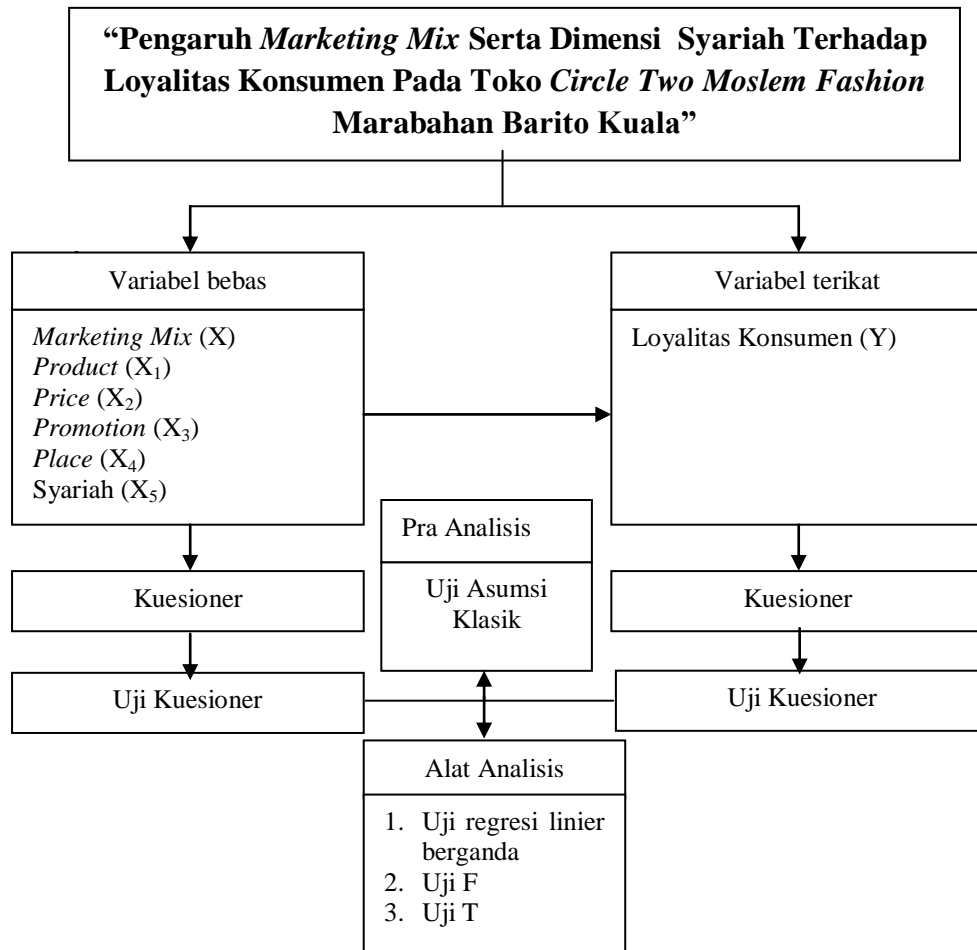 “Pengaruh Marketing Mix Serta Dimensi Syariah Terhadap
Loyalitas Konsumen Pada Toko Circle Two Moslem Fashion
Marabahan Barito Kuala”
Variabel bebas
Marketing Mix (X)
Product (X₁)
Price (X₂)
Promotion (X₃)
Place (X₄)
Syariah (X₅)
Variabel terikat
Loyalitas Konsumen (Y)
Pra Analisis
Uji Asumsi
Klasik
Kuesioner
Kuesioner
Uji Kuesioner
Uji Kuesioner
Alat Analisis
1. Uji regresi linier
berganda
2. Uji F
3. Uji T